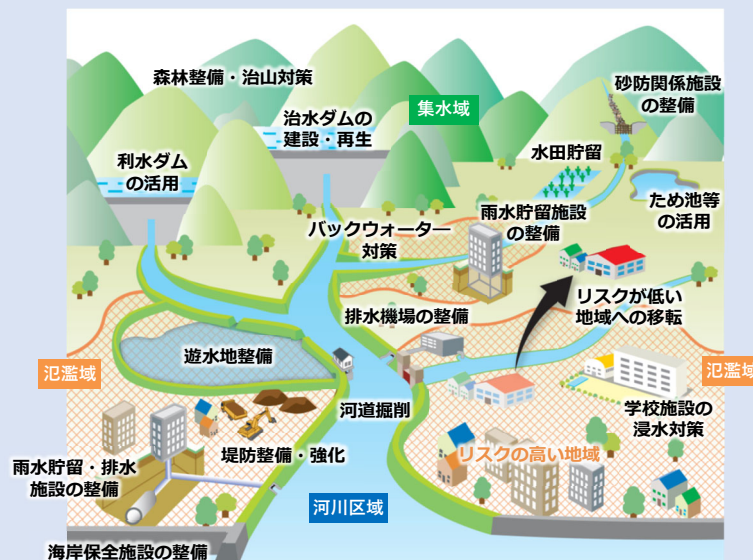 森林整備・治山対策
砂防関係施設
の整備
集水域
治水ダムの
建設・再生
水田貯留
利水ダム
の活用
ため池等
の活用
雨水貯留施設
の整備
バックウォーター
対策
リスクが低い
地域への移転
排水機場の整備
遊水地整備
氾濫域
氾濫域
河道掘削
学校施設の
浸水対策
堤防整備・強化
リスクの高い地域
雨水貯留・排水
施設の整備
河川区域
海岸保全施設の整備